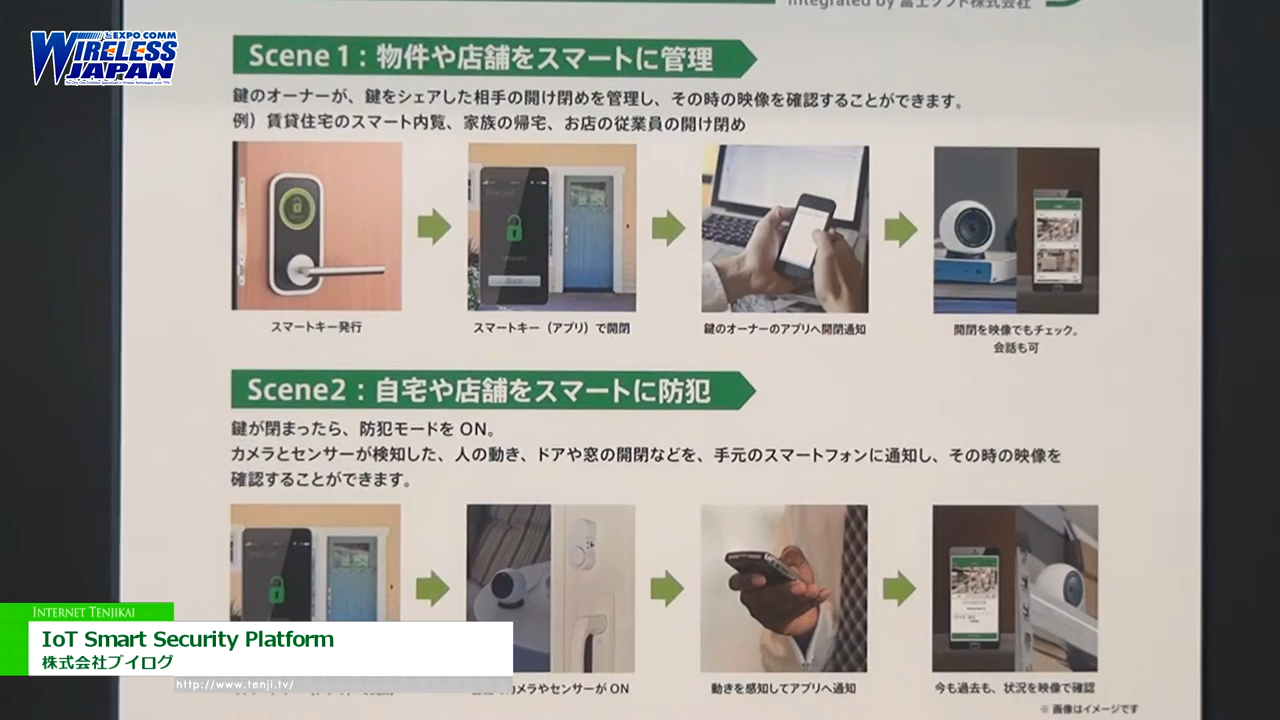 Integrated by 富士ソフト株式会社
EXPO COMM
WIRELESS
JAPAN
Scene 1：物件や店舗をスマートに管理
鍵のオーナーが、鍵をシェアした相手の開け閉めを管理し、その時の映像を確認することができます。
例）賃貸住宅のスマート内覧、家族の帰宅、お店の従業員の開け閉め
スマートキー発行
スマートキー（アプリ）で開閉
鍵のオーナーのアプリへ開閉通知
開閉を映像でもチェック。
会話も可
Scene2：自宅や店舗をスマートに防犯
鍵が閉まったら、防犯モードを ON。
カメラとセンサーが検知した、人の動き、ドアや窓の開閉などを、手元のスマートフォンに通知し、その時の映像を
確認することができます。
INTERNET TENJIKAI
IoT Smart Security Platform
株式会社ブイログ
http://www.tenji.tv/
カメラやセンサーが ON
動きを感知してアプリへ通知
今も過去も、状況を映像で確認
※ 画像はイメージです